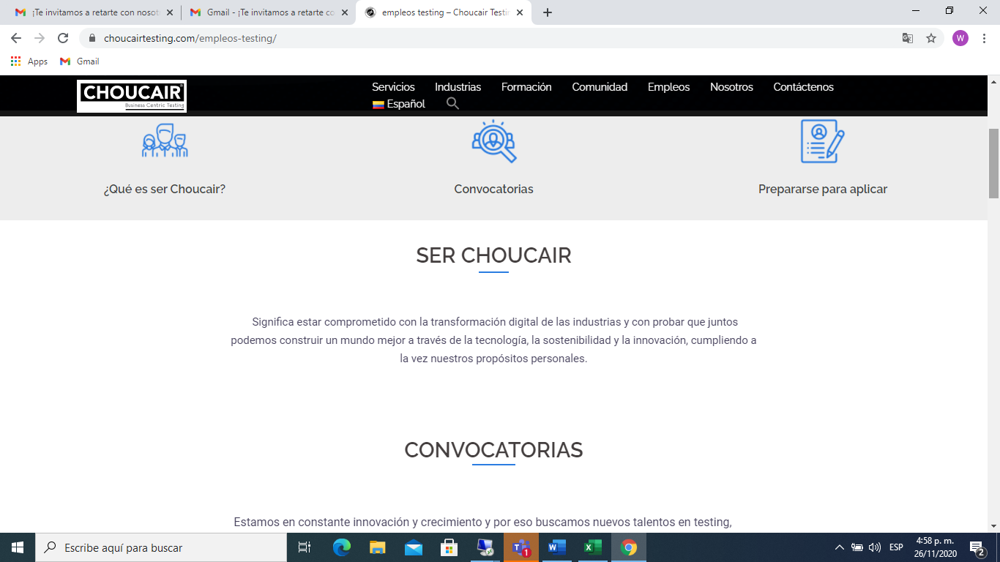 ¡Te invitamos a retarte con nosot
Gmail - ¡Te invitamos a retarte co
empleos testing – Choucair Testin
choucairtesting.com/empleos-testing/
W
Apps
Gmail
CHOUCAIR®
Business Centric Testing
Servicios
Industrias
Formación
Comunidad
Empleos
Nosotros
Contáctenos
Español
¿Qué es ser Choucair?
Convocatorias
Prepararse para aplicar
SER CHOUCAIR
Significa estar comprometido con la transformación digital de las industrias y con probar que juntos
podemos construir un mundo mejor a través de la tecnología, la sostenibilidad y la innovación, cumpliendo a
la vez nuestros propósitos personales.
CONVOCATORIAS
Estamos en constante innovación y crecimiento y por eso buscamos nuevos talentos en testing,
Escribe aquí para buscar
1
ESP
4:58 p. m.
26/11/2020
2